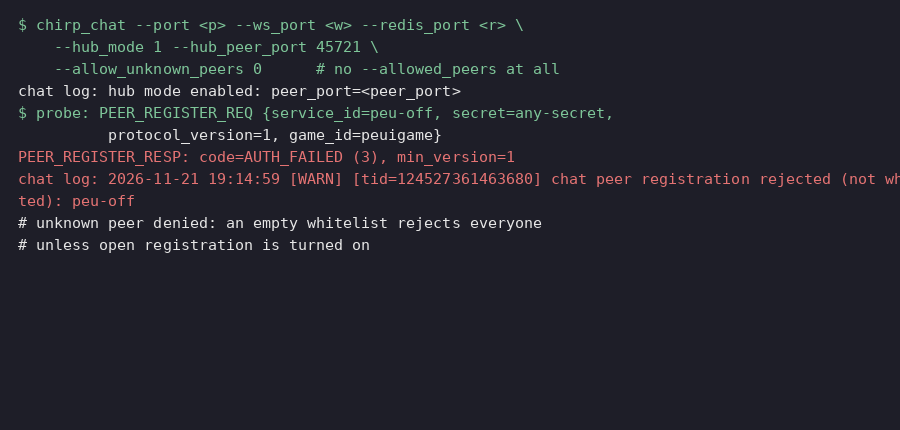 $ chirp_chat --port <p> --ws_port <w> --redis_port <r> \
    --hub_mode 1 --hub_peer_port 45721 \
    --allow_unknown_peers 0      # no --allowed_peers at all
chat log: hub mode enabled: peer_port=<peer_port>
$ probe: PEER_REGISTER_REQ {service_id=peu-off, secret=any-secret,
          protocol_version=1, game_id=peuigame}
PEER_REGISTER_RESP: code=AUTH_FAILED (3), min_version=1
chat log: 2026-11-21 19:14:59 [WARN] [tid=124527361463680] chat peer registration rejected (not wh
ted): peu-off
# unknown peer denied: an empty whitelist rejects everyone
# unless open registration is turned on